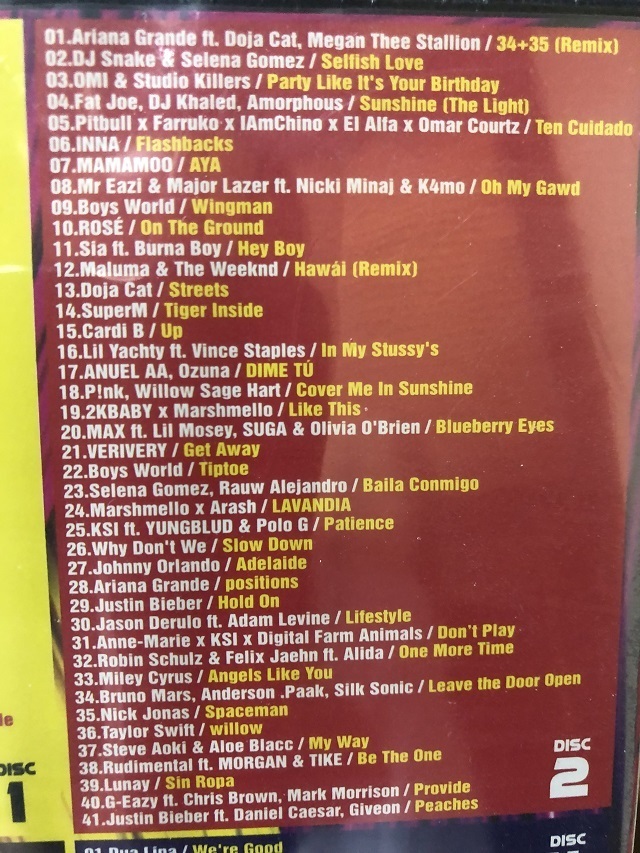 01.Ariana Grande ft. Doja Cat, Megan Thee Stallion / 34+35 (Remix)
02.DJ Snake & Selena Gomez / Selfish Love
03.OMI & Studio Killers / Party Like It's Your Birthday
04.Fat Joe, DJ Khaled, Amorphous / Sunshine (The Light)
05.Pitbull x Farruko x IAmChino x El Alfa x Omar Courtz / Ten Cuidado
06.INNA / Flashbacks
07.MAMAMOO / AYA
08.Mr Eazi & Major Lazer ft. Nicki Minaj & K4mo / Oh My Gawd
09.Boys World / Wingman
10.ROSÉ / On The Ground
11.Sia ft. Burna Boy / Hey Boy
12.Maluma & The Weeknd / Hawái (Remix)
13.Doja Cat / Streets
14.SuperM / Tiger Inside
15.Cardi B / Up
16.Lil Yachty ft. Vince Staples / In My Stussy's
17.ANUEL AA, Ozuna / DIME TÚ
18.P!nk, Willow Sage Hart / Cover Me In Sunshine
19.2KBABY x Marshmello / Like This
20.MAX ft. Lil Mosey, SUGA & Olivia O'Brien / Blueberry Eyes
21.VERIVERY / Get Away
22.Boys World / Tiptoe
23.Selena Gomez, Rauw Alejandro / Baila Conmigo
24.Marshmello x Arash / LAVANDIA
25.KSI ft. YUNGBLUD & Polo G / Patience
26.Why Don't We / Slow Down
27.Johnny Orlando / Adelaide
28.Ariana Grande / positions
29.Justin Bieber / Hold On
30.Jason Derulo ft. Adam Levine / Lifestyle
31.Anne-Marie x KSI x Digital Farm Animals / Don't Play
32.Robin Schulz & Felix Jaehn ft. Alida / One More Time
33.Miley Cyrus / Angels Like You
34.Bruno Mars, Anderson .Paak, Silk Sonic / Leave the Door Open
35.Nick Jonas / Spaceman
36.Taylor Swift / willow
37.Steve Aoki & Aloe Blacc / My Way
38.Rudimental ft. MORGAN & TIKE / Be The One
39.Lunay / Sin Ropa
40.G-Eazy ft. Chris Brown, Mark Morrison / Provide
41.Justin Bieber ft. Daniel Caesar, Giveon / Peaches
DISC
2
DISC
1
01.Dua Lipa / We're Good
DISC